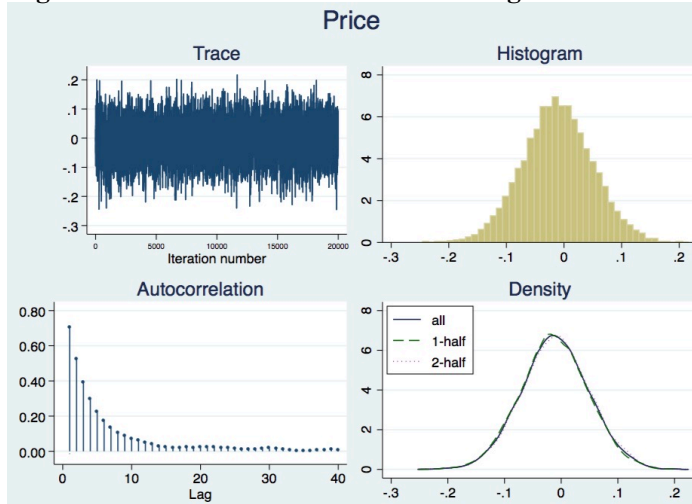 Price
Trace
.2
.1
0
-.1
-.2
-.3
0 5000 10000 15000 20000
Iteration number
Histogram
8
6
4
2
0
-.3 -.2 -.1 0 .1 .2
Autocorrelation
0.80
0.60
0.40
0.20
0.00
0 10 20 30 40
Lag
Density
all
1-half
2-half
8
6
4
2
0
-.3 -.2 -.1 0 .1 .2